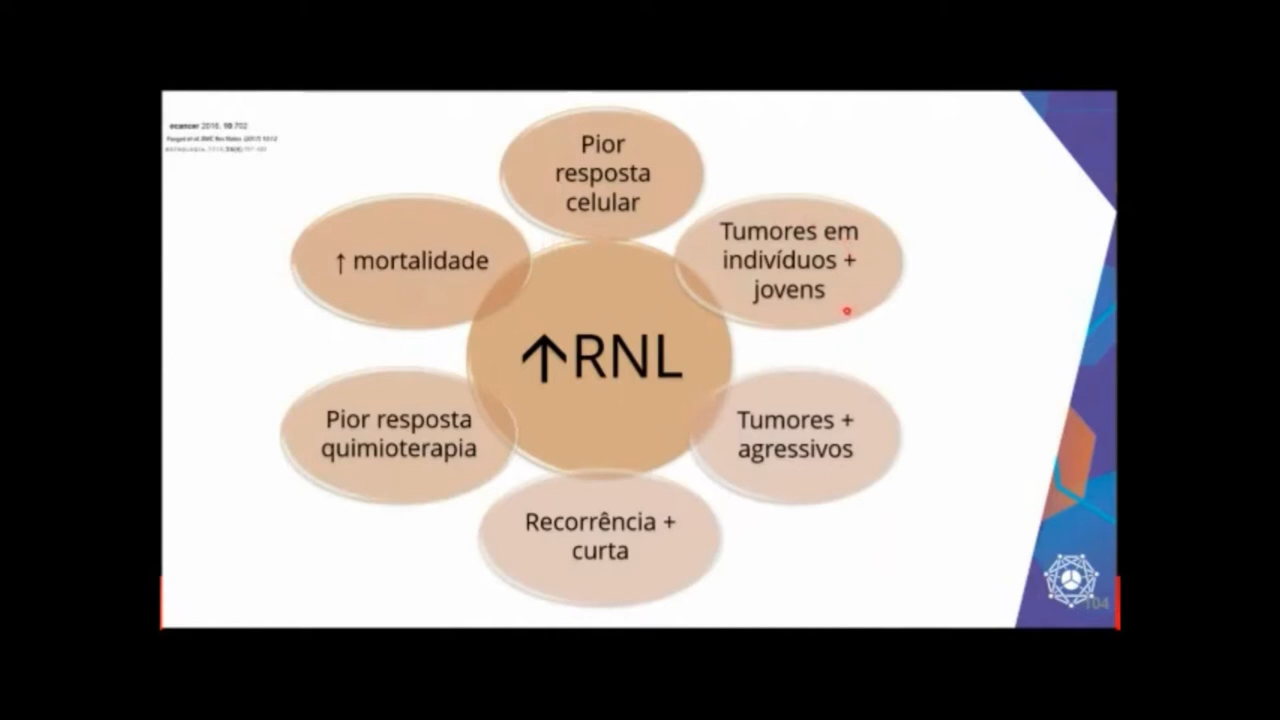 ecancer 2016, 10:702
Pior
resposta
celular
Tumores em
indivíduos +
jovens
↑ mortalidade
↑RNL
Pior resposta
quimioterapia
Tumores +
agressivos
Recorrência +
curta
104